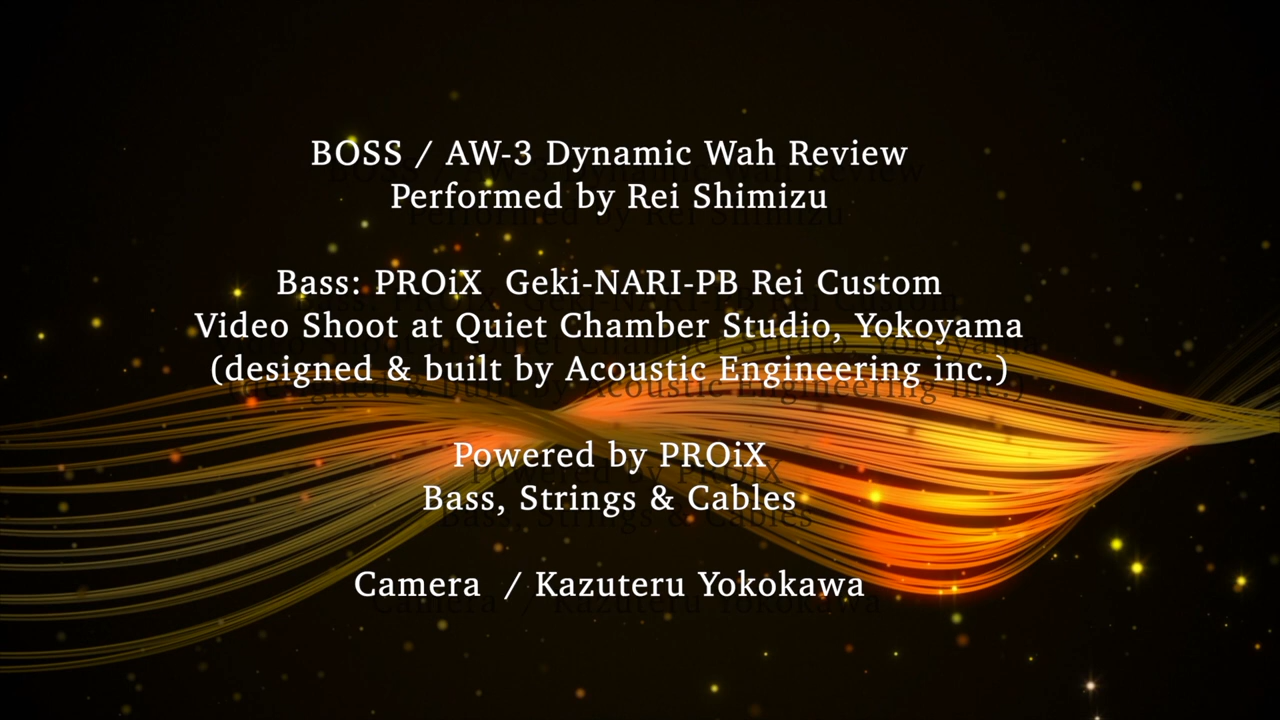 BOSS / AW-3 Dynamic Wah Review
Performed by Rei Shimizu
Bass: PROiX Geki-NARI-PB Rei Custom
Video Shoot at Quiet Chamber Studio, Yokoyama
(designed & built by Acoustic Engineering inc.)
Powered by PROiX
Bass, Strings & Cables
Camera / Kazuteru Yokokawa